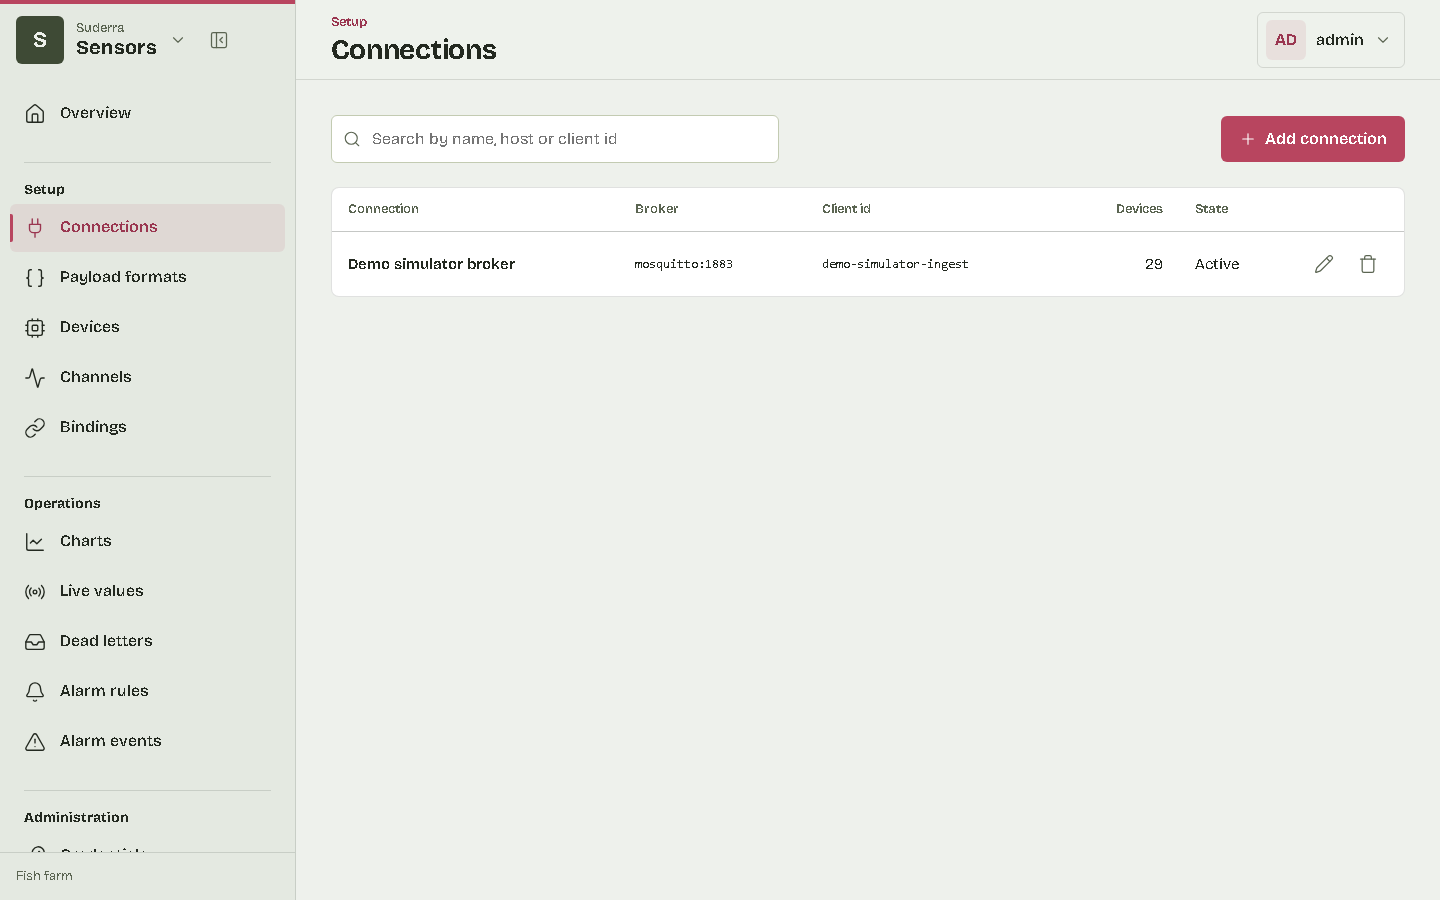 S
Suderra
Sensors
Overview
Setup
Connections
Payload formats
Devices
Channels
Bindings
Operations
Charts
Live values
Dead letters
Alarm rules
Alarm events
Administration
Fish farm
Setup
Connections
AD
admin
Search by name, host or client id
Add connection
Connection Broker Client id Devices State
Demo simulator broker mosquitto:1883 demo-simulator-ingest 29 Active